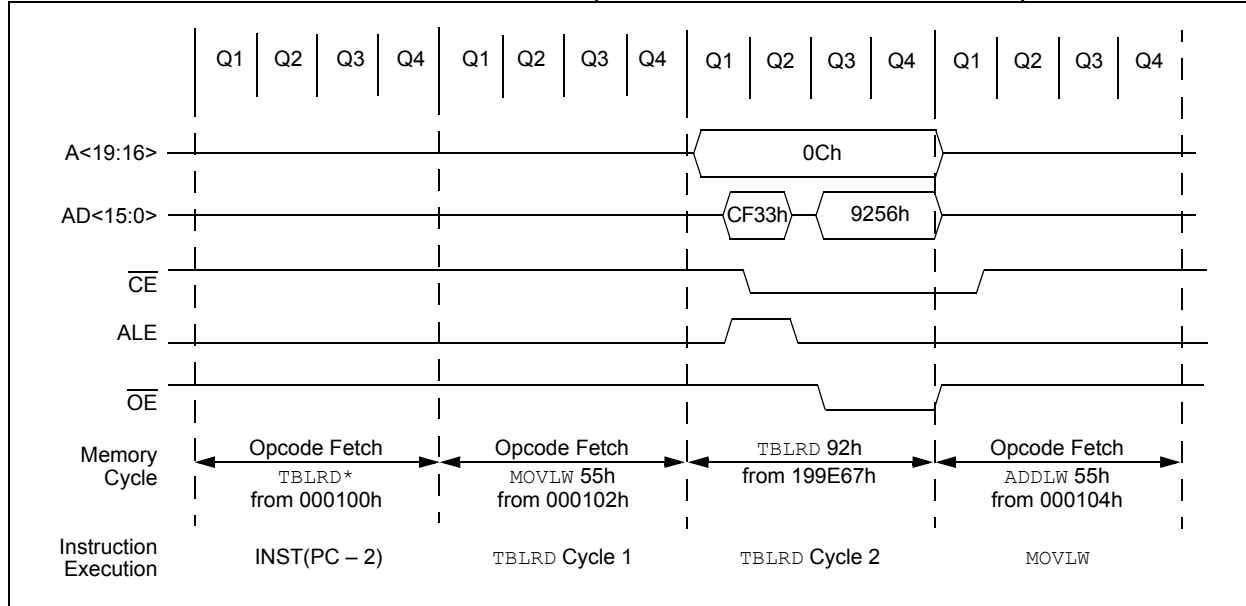 Q1 Q2 Q3 Q4 Q1 Q2 Q3 Q4 Q1 Q2 Q3 Q4 Q1 Q2 Q3 Q4
A<19:16>
0Ch
AD<15:0>
CF33h
9256h
CE
ALE
OE
Memory
Cycle
Opcode Fetch
TBLRD*
from 000100h
Opcode Fetch
MOVLW 55h
from 000102h
TBLRD 92h
from 199E67h
Opcode Fetch
ADDLW 55h
from 000104h
Instruction
Execution
INST(PC – 2)
TBLRD Cycle 1
TBLRD Cycle 2
MOVLW